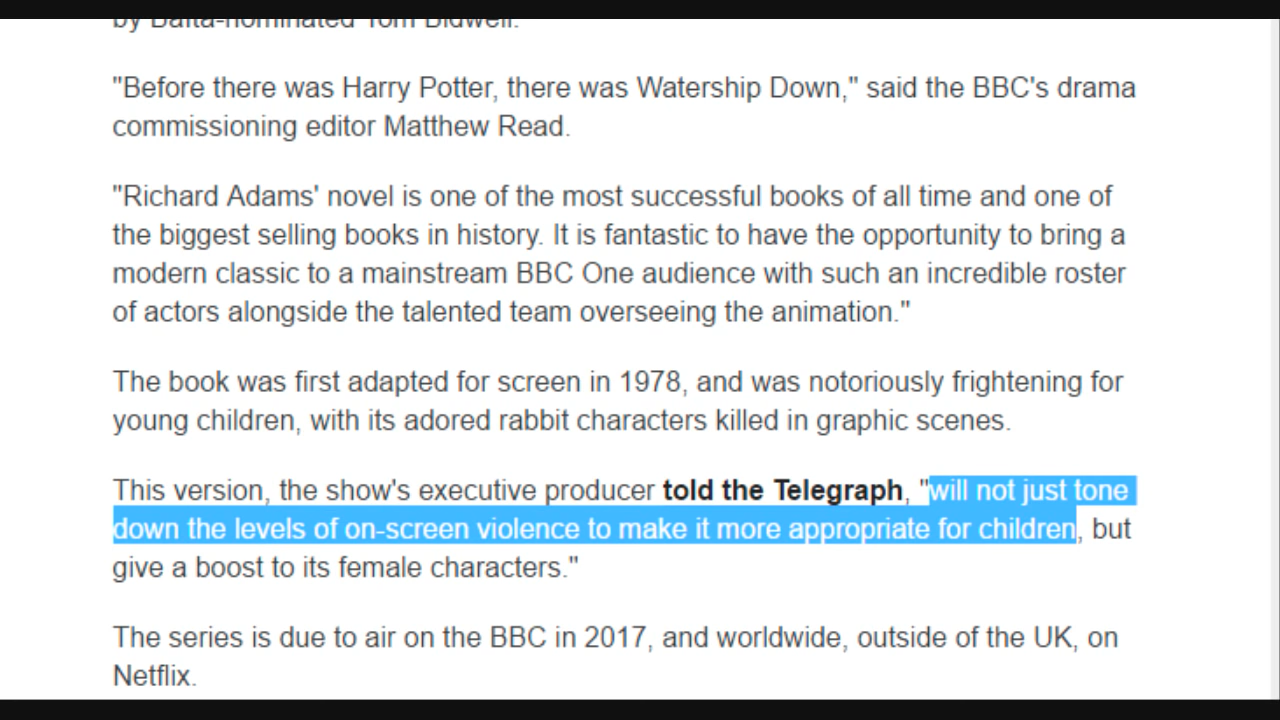 by Bafta-nominated Tom Bidwell.
"Before there was Harry Potter, there was Watership Down," said the BBC's drama
commissioning editor Matthew Read.
"Richard Adams' novel is one of the most successful books of all time and one of
the biggest selling books in history. It is fantastic to have the opportunity to bring a
modern classic to a mainstream BBC One audience with such an incredible roster
of actors alongside the talented team overseeing the animation."
The book was first adapted for screen in 1978, and was notoriously frightening for
young children, with its adored rabbit characters killed in graphic scenes.
This version, the show's executive producer told the Telegraph, "will not just tone
down the levels of on-screen violence to make it more appropriate for children, but
give a boost to its female characters."
The series is due to air on the BBC in 2017, and worldwide, outside of the UK, on
Netflix.